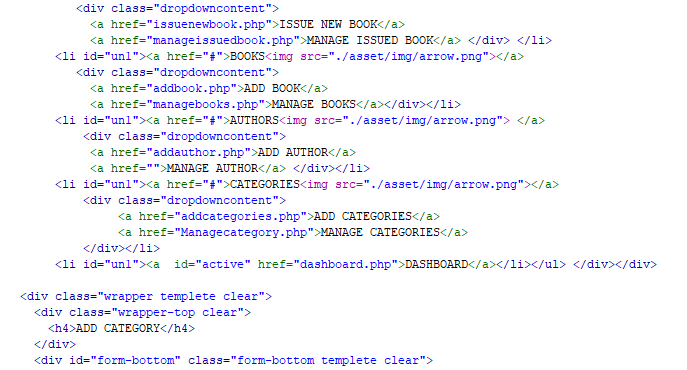 <div class="dropdowncontent">
<a href="issuenewbook.php">ISSUE NEW BOOK</a>
<a href="manageissuedbook.php">MANAGE ISSUED BOOK</a> </div> </li>
<li id="un1"><a href="#">BOOKS<img src="./asset/img/arrow.png"></a>
<div class="dropdowncontent">
<a href="addbook.php">ADD BOOK</a>
<a href="managebooks.php">MANAGE BOOKS</a></div></li>
<li id="un1"><a href="#">AUTHORS<img src="./asset/img/arrow.png"> </a>
<div class="dropdowncontent">
<a href="addauthor.php">ADD AUTHOR</a>
<a href="">MANAGE AUTHOR</a> </div></li>
<li id="un1"><a href="#">CATEGORIES<img src="./asset/img/arrow.png"></a>
<div class="dropdowncontent">
<a href="addcategories.php">ADD CATEGORIES</a>
<a href="Managecategory.php">MANAGE CATEGORIES</a>
</div></li>
<li id="un1"><a  id="active" href="dashboard.php">DASHBOARD</a></li></ul> </div></div>
<div class="wrapper templete clear">
<div class="wrapper-top clear">
<h4>ADD CATEGORY</h4>
</div>
<div id="form-bottom" class="form-bottom templete clear">